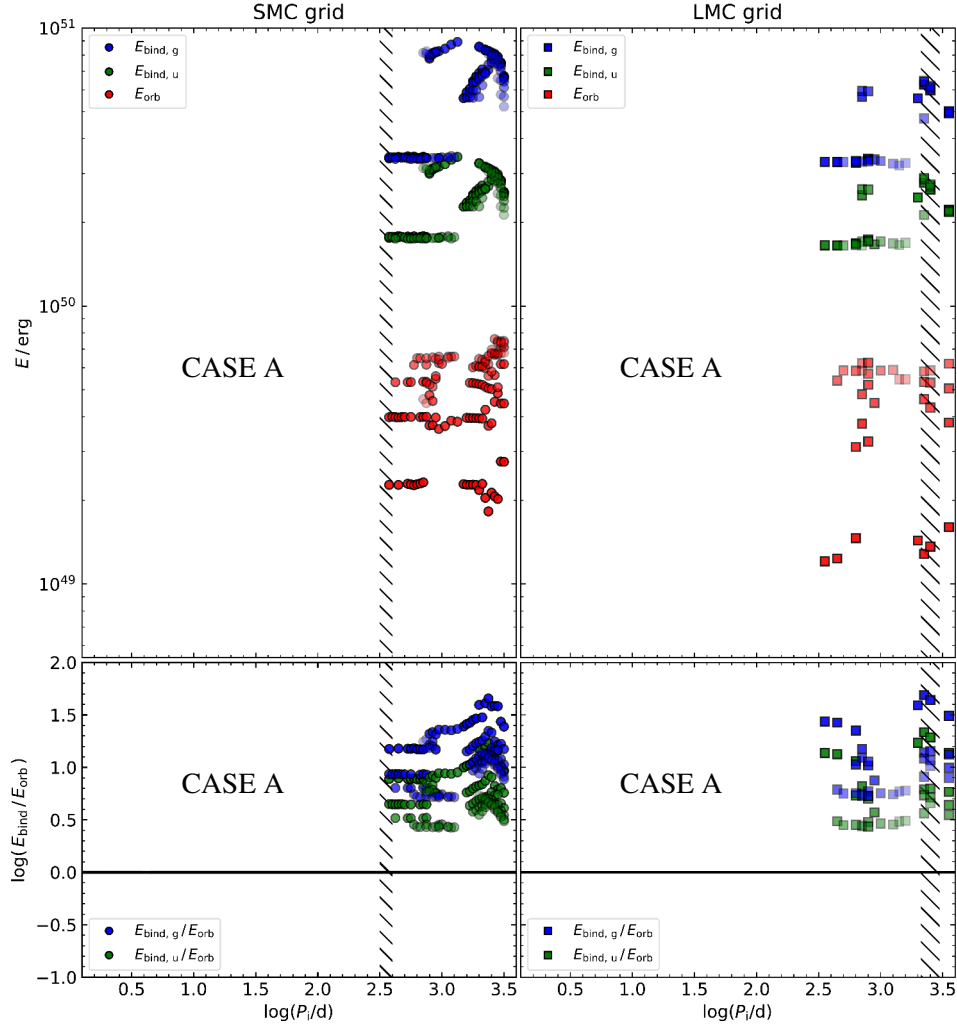 SMC grid
LMC grid
10^51
10^50
10^49
E / erg
E_bind, g
E_bind, u
E_orb
CASE A
E_bind, g
E_bind, u
E_orb
CASE A
2.0
1.5
1.0
0.5
0.0
−0.5
−1.0
log(E_bind/E_orb)
CASE A
E_bind, g/E_orb
E_bind, u/E_orb
CASE A
E_bind, g/E_orb
E_bind, u/E_orb
0.5 1.0 1.5 2.0 2.5 3.0 3.5
0.5 1.0 1.5 2.0 2.5 3.0 3.5
log(P_i/d)
log(P_i/d)